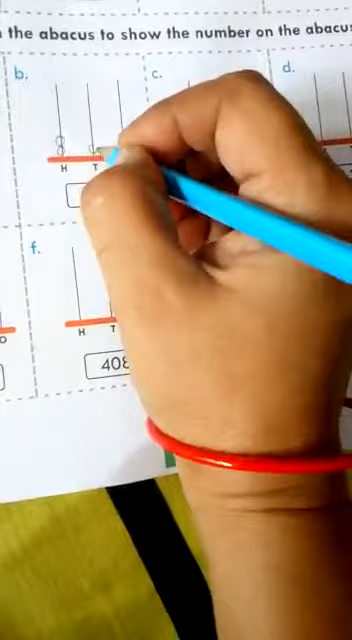 the abacus to show the number on the abacus
b.
c.
d.
H T
f.
O
H T
408